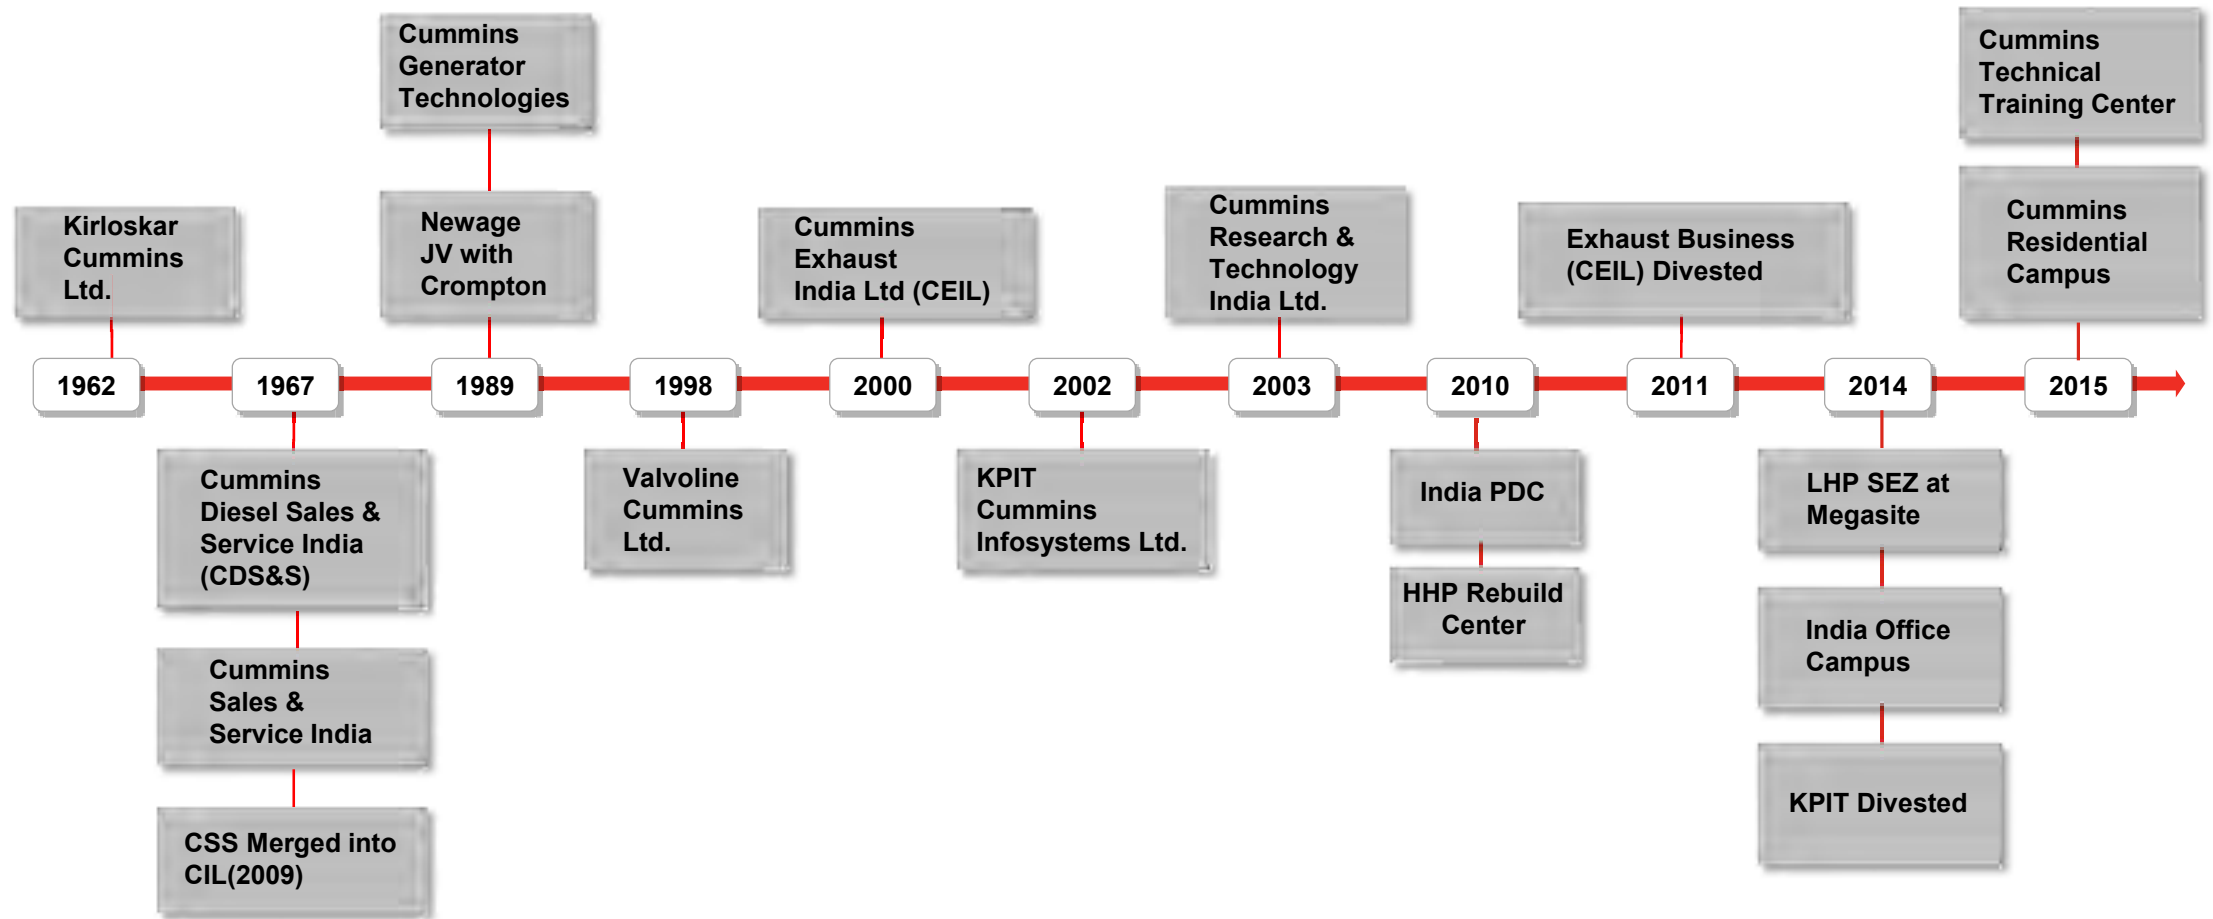 Cummins
Generator
Technologies
Cummins
Technical
Training Center
Kirloskar
Cummins
Ltd.
Newage
JV with
Crompton
Cummins
Exhaust
India Ltd (CEIL)
Cummins
Research &
Technology
India Ltd.
Exhaust Business
(CEIL) Divested
Cummins
Residential
Campus
1962
1967
1989
1998
2000
2002
2003
2010
2011
2014
2015
Cummins
Diesel Sales &
Service India
(CDS&S)
Valvoline
Cummins
Ltd.
KPIT
Cummins
Infosystems Ltd.
India PDC
LHP SEZ at
Megasite
HHP Rebuild
Center
India Office
Campus
Cummins
Sales &
Service India
KPIT Divested
CSS Merged into
CIL(2009)